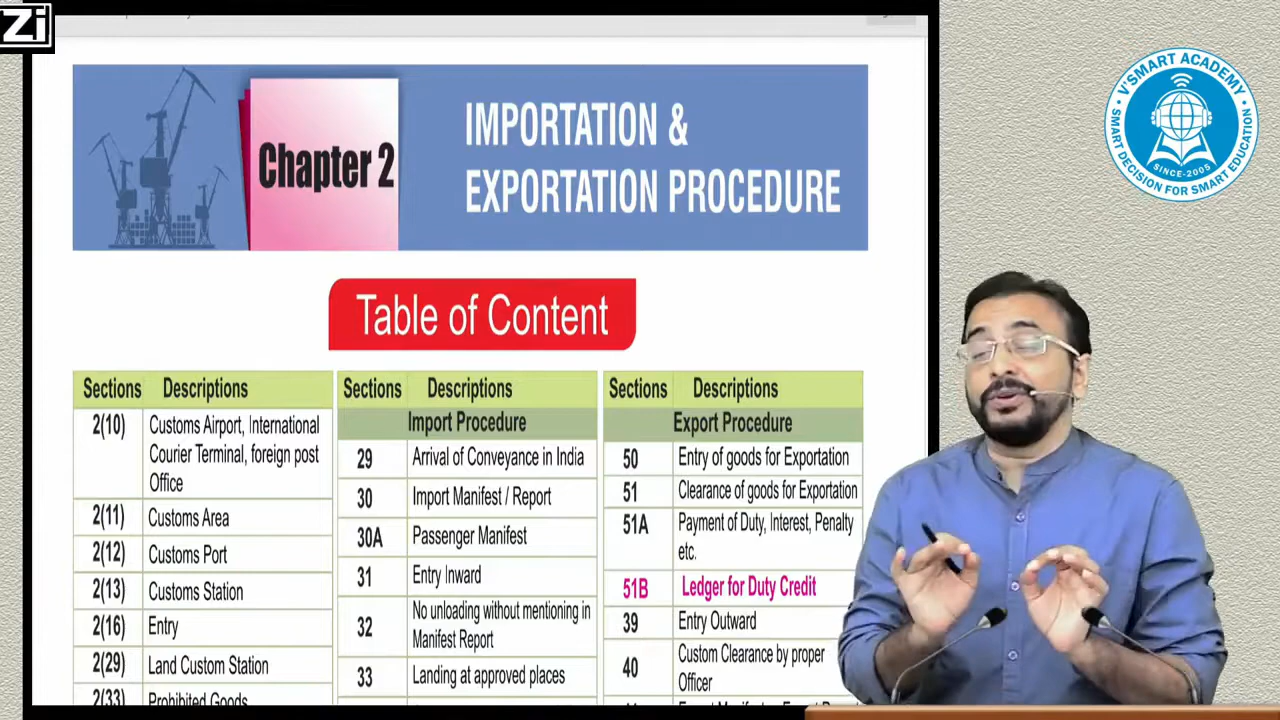 Zi
Chapter 2
IMPORTATION &
EXPORTATION PROCEDURE
V'SMART ACADEMY
SINCE-2005
SMART DECISION FOR SMART EDUCATION
Table of Content
Sections Descriptions
2(10) Customs Airport, International
Courier Terminal, foreign post
Office
2(11) Customs Area
2(12) Customs Port
2(13) Customs Station
2(16) Entry
2(29) Land Custom Station
2(33) Prohibited Goods
Sections Descriptions
Import Procedure
29 Arrival of Conveyance in India
30 Import Manifest / Report
30A Passenger Manifest
31 Entry Inward
32 No unloading without mentioning in
Manifest Report
33 Landing at approved places
Sections Descriptions
Export Procedure
50 Entry of goods for Exportation
51 Clearance of goods for Exportation
51A Payment of Duty, Interest, Penalty
etc.
51B Ledger for Duty Credit
39 Entry Outward
40 Custom Clearance by proper
Officer